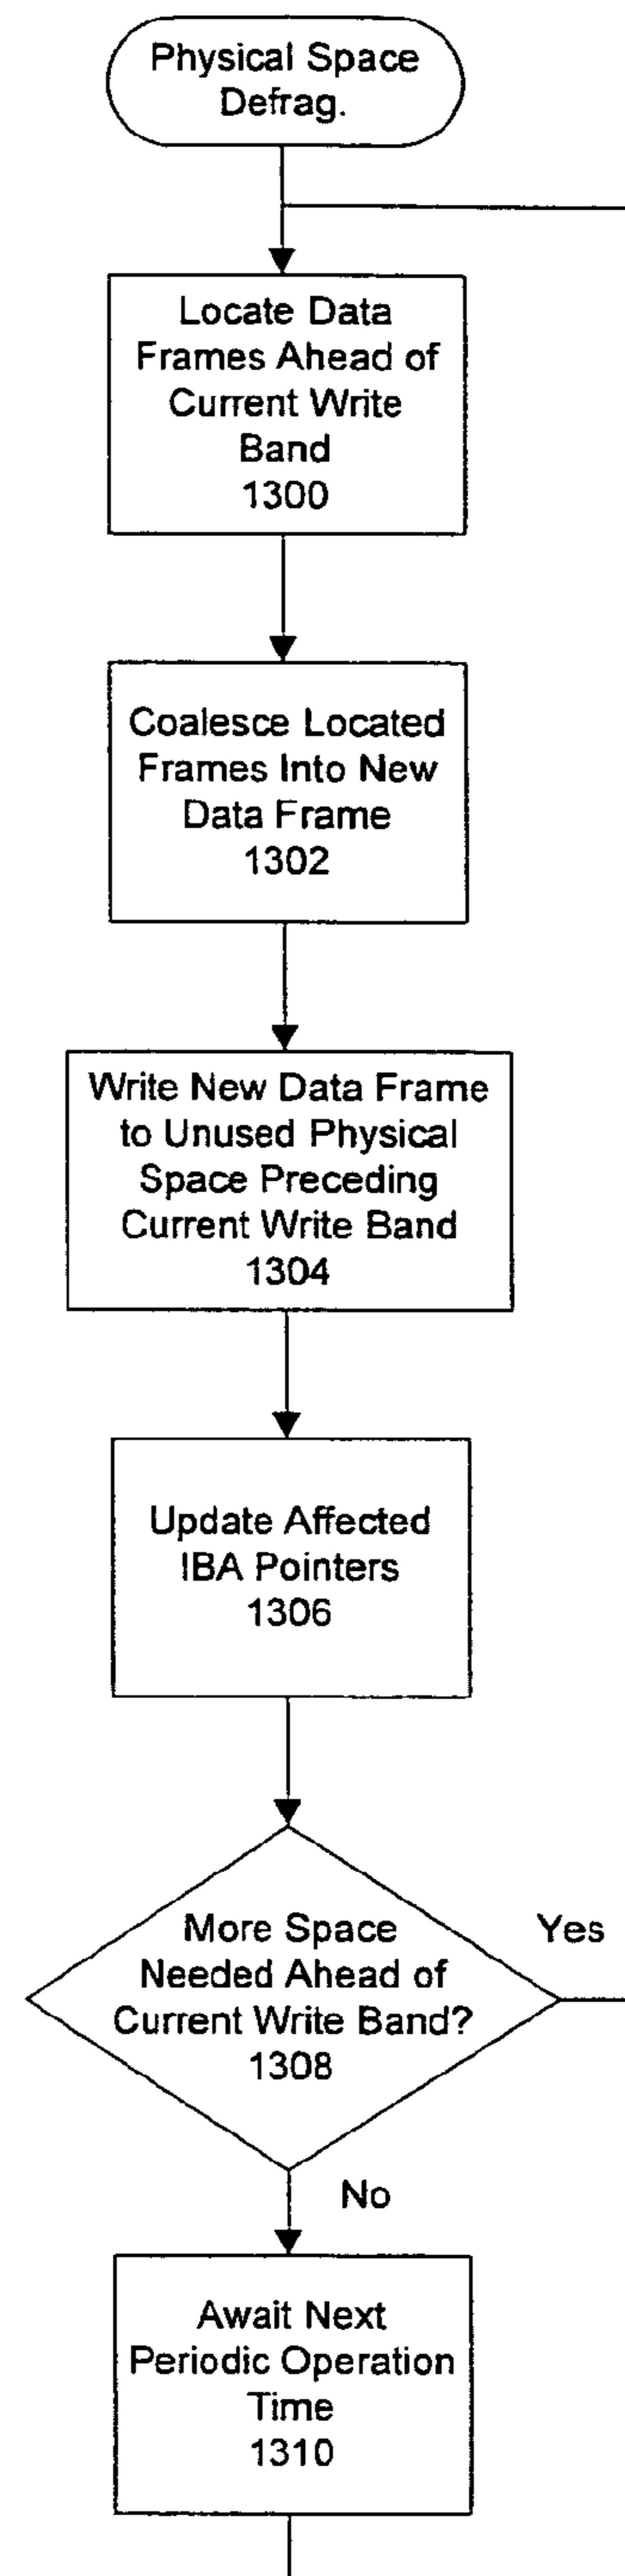 Physical Space
Defrag.
Locate Data
Frames Ahead of
Current Write
Band
1300
Coalesce Located
Frames Into New
Data Frame
1302
Write New Data Frame
to Unused Physical
Space Preceding
Current Write Band
1304
Update Affected
IBA Pointers
1306
More Space
Needed Ahead of
Current Write Band?
1308
Yes
No
Await Next
Periodic Operation
Time
1310